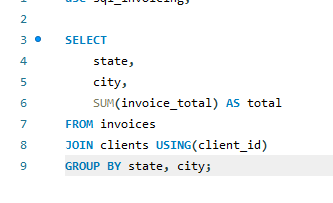 2
3 SELECT
4 state,
5 city,
6 SUM(invoice_total) AS total
7 FROM invoices
8 JOIN clients USING(client_id)
9 GROUP BY state, city;